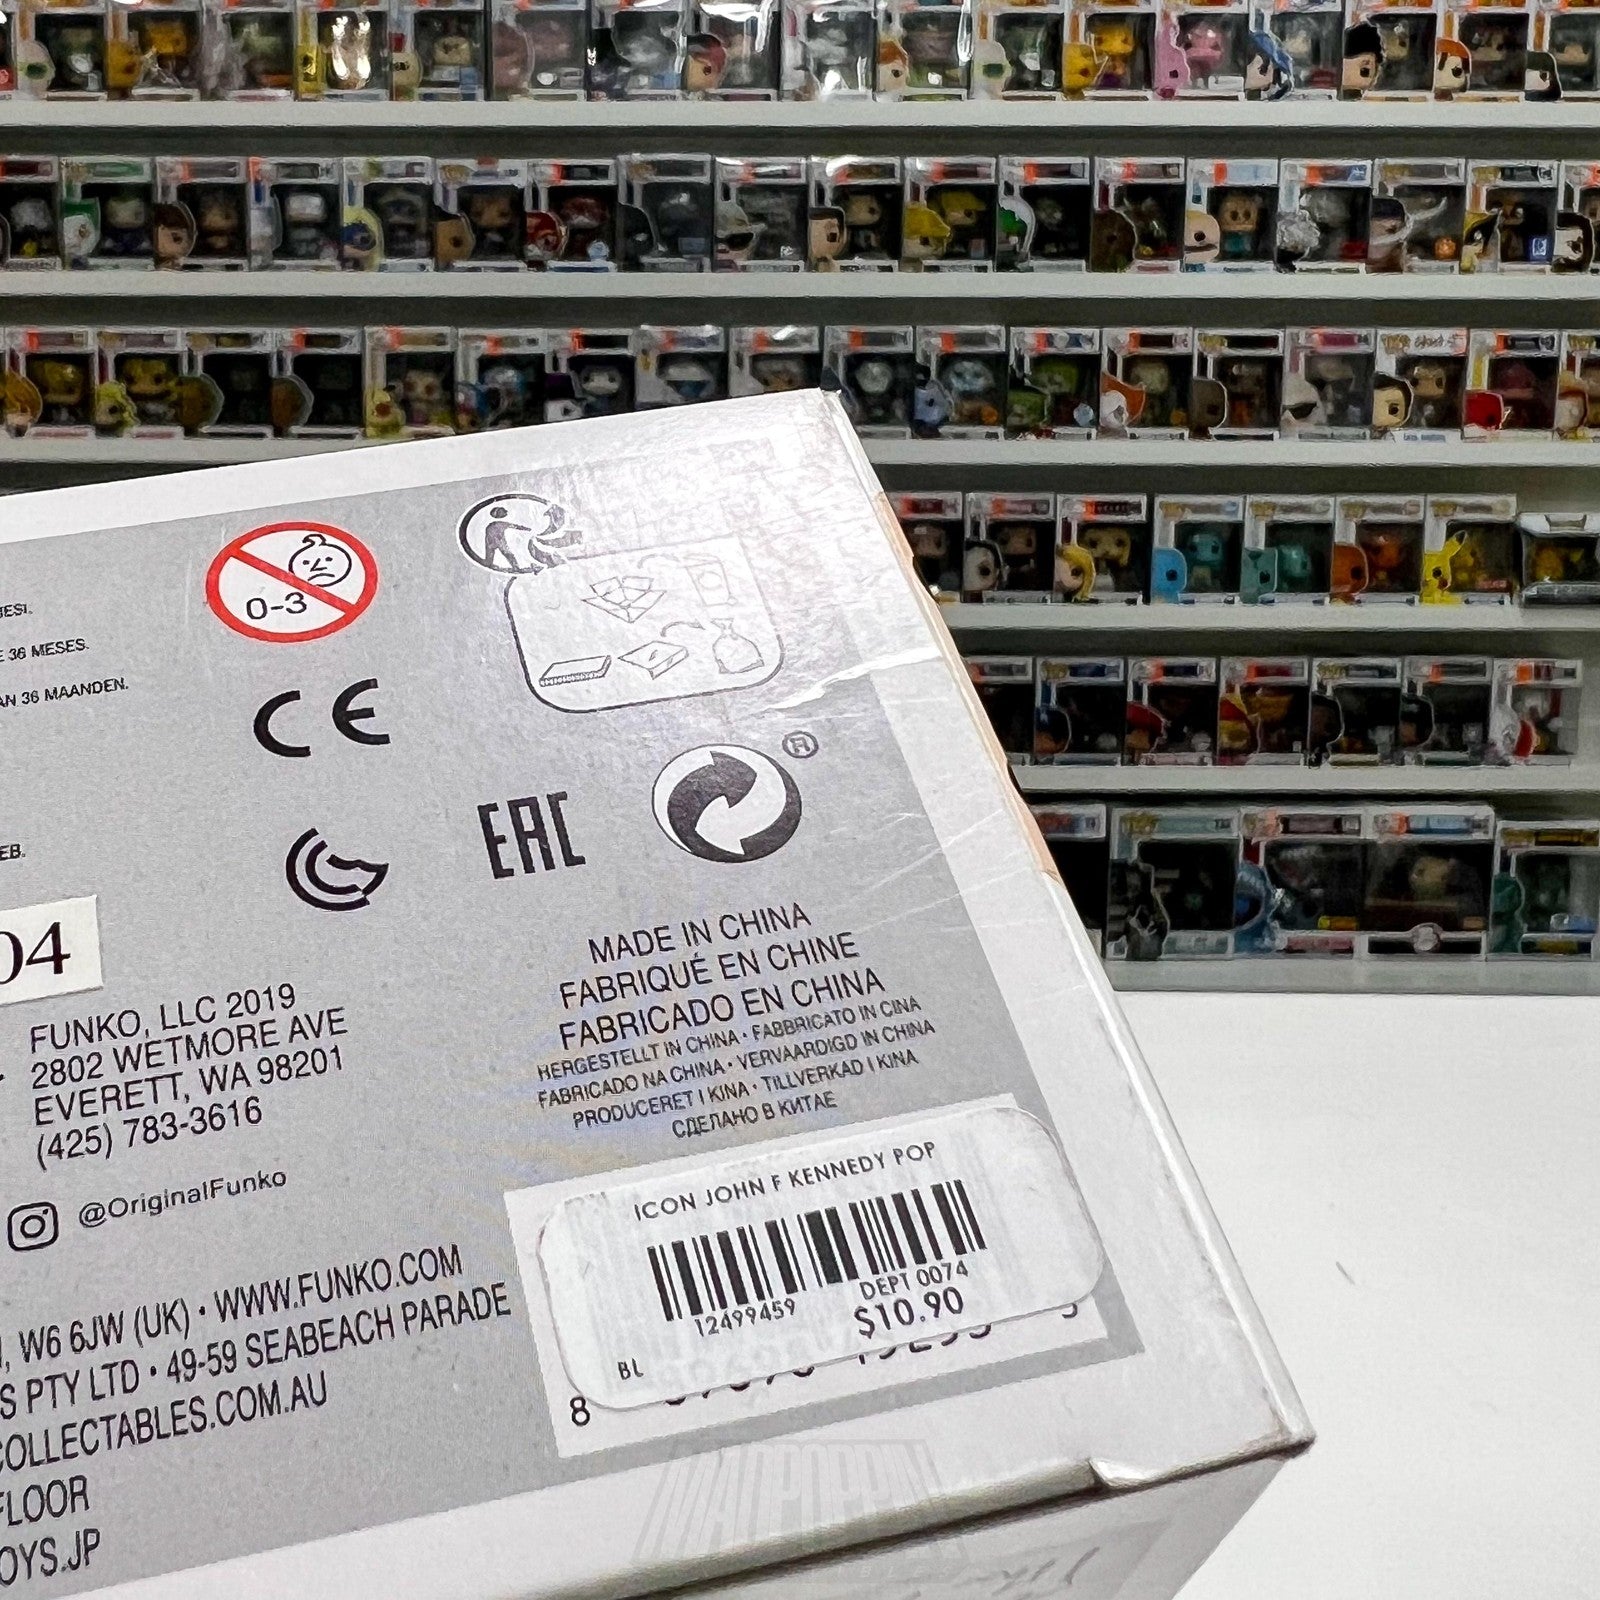 0-3
ESI.
E 36 MESES.
AN 36 MAANDEN.
CE
R
EAC
EB.
04
MADE IN CHINA
FABRIQUÉ EN CHINE
FABRICADO EN CHINA
HERGESTELLT IN CHINA · FABBRICATO IN CINA
FABRICADO NA CHINA · VERVAARDIGD IN CHINA
PRODUCERET I KINA · TILLVERKAD I KINA
СДЕЛАНО В КИТАЕ
FUNKO, LLC 2019
2802 WETMORE AVE
EVERETT, WA 98201
(425) 783-3616
@OriginalFunko
, W6 6JW (UK) · WWW.FUNKO.COM
S PTY LTD · 49-59 SEABEACH PARADE
COLLECTABLES.COM.AU
FLOOR
OYS.JP
ICON JOHN F KENNEDY POP
DEPT 0074
12499459
$10.90
BL
8
MADPOPPIN